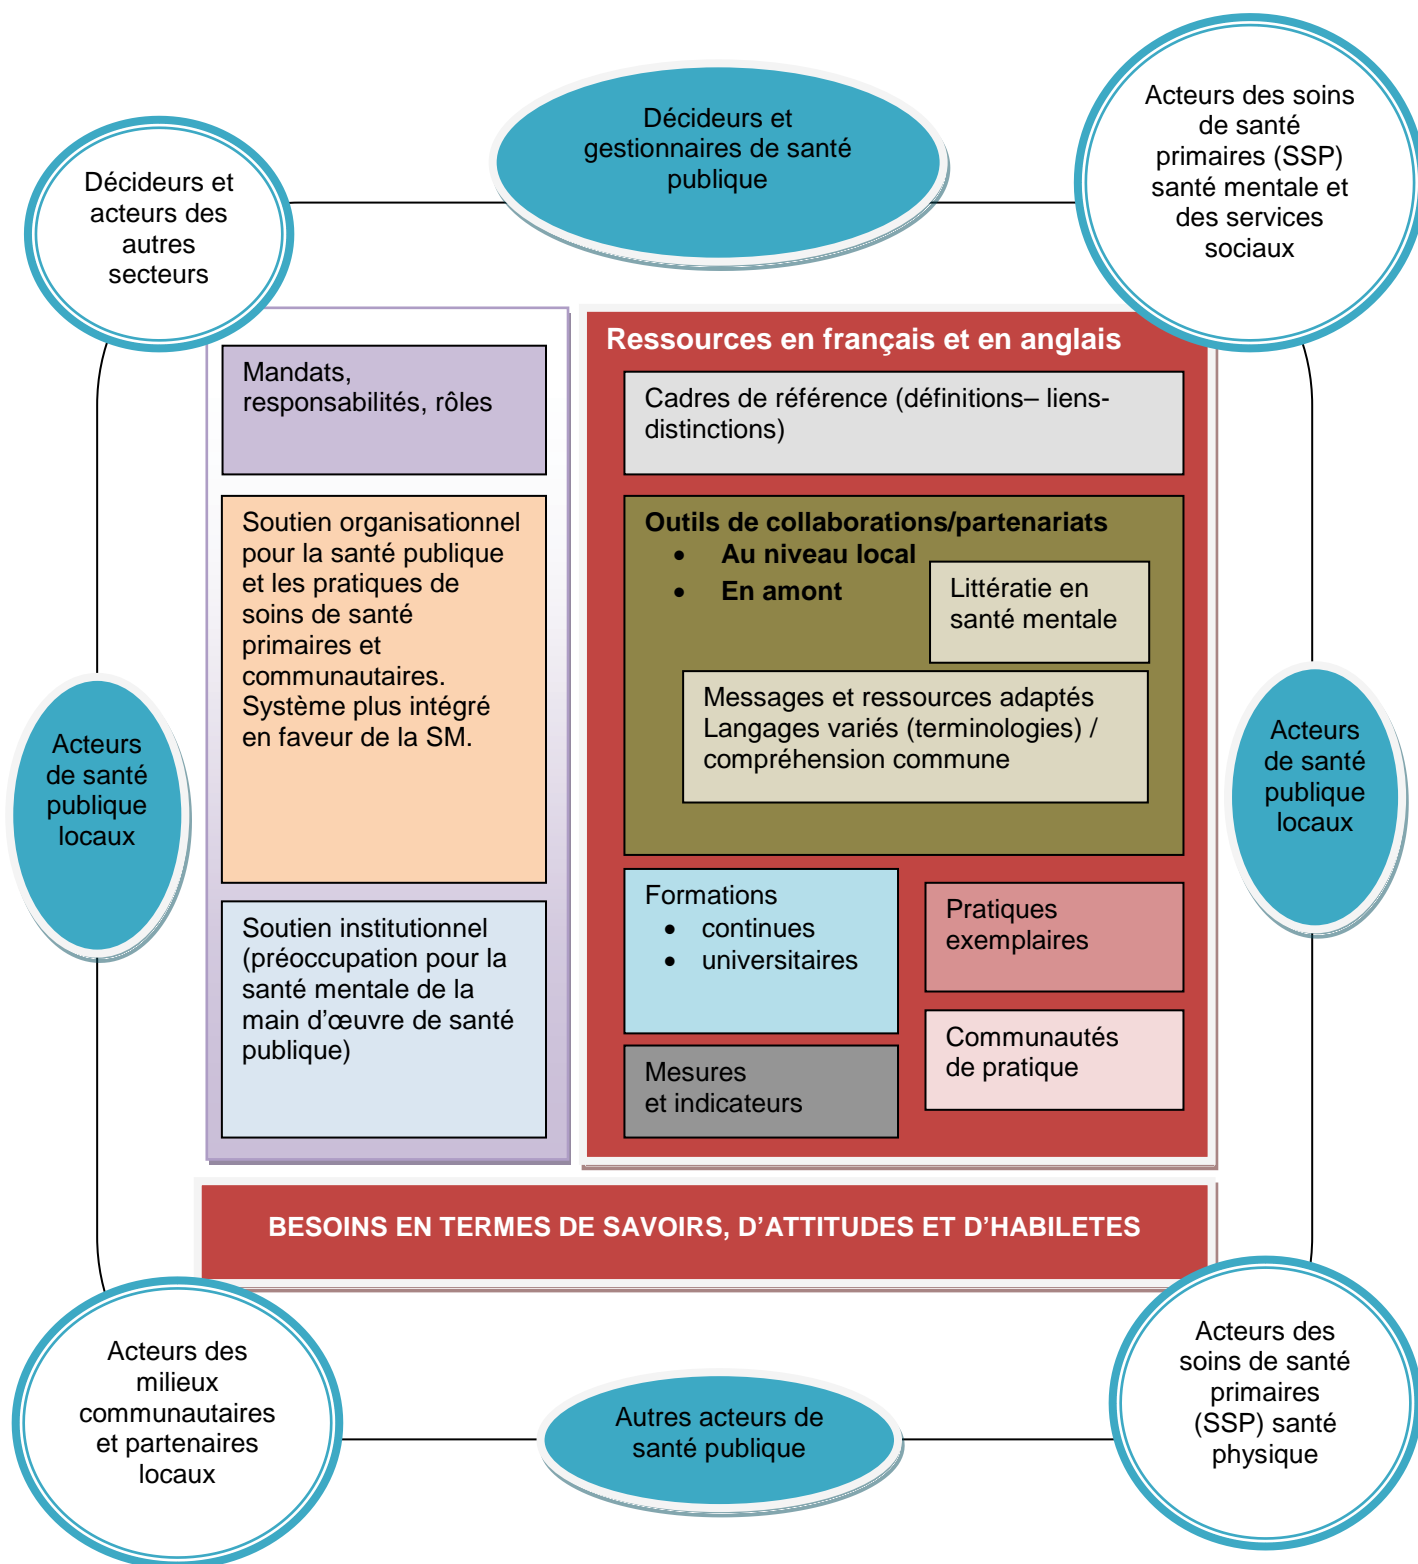 Décideurs et
gestionnaires de santé
publique
Acteurs des soins
de santé
primaires (SSP)
santé mentale et
des services
sociaux
Décideurs et
acteurs des
autres
secteurs
Mandats,
responsabilités, rôles
Soutien organisationnel
pour la santé publique
et les pratiques de
soins de santé
primaires et
communautaires.
Système plus intégré
en faveur de la SM.
Soutien institutionnel
(préoccupation pour la
santé mentale de la
main d’œuvre de santé
publique)
Ressources en français et en anglais
Cadres de référence (définitions– liens-
distinctions)
Outils de collaborations/partenariats
• Au niveau local
• En amont
Littératie en
santé mentale
Messages et ressources adaptés
Langages variés (terminologies) /
compréhension commune
Formations
• continues
• universitaires
Pratiques
exemplaires
Mesures
et indicateurs
Communautés
de pratique
Acteurs
de santé
publique
locaux
Acteurs
de santé
publique
locaux
BESOINS EN TERMES DE SAVOIRS, D’ATTITUDES ET D’HABILETES
Acteurs des
milieux
communautaires
et partenaires
locaux
Autres acteurs de
santé publique
Acteurs des
soins de santé
primaires
(SSP) santé
physique